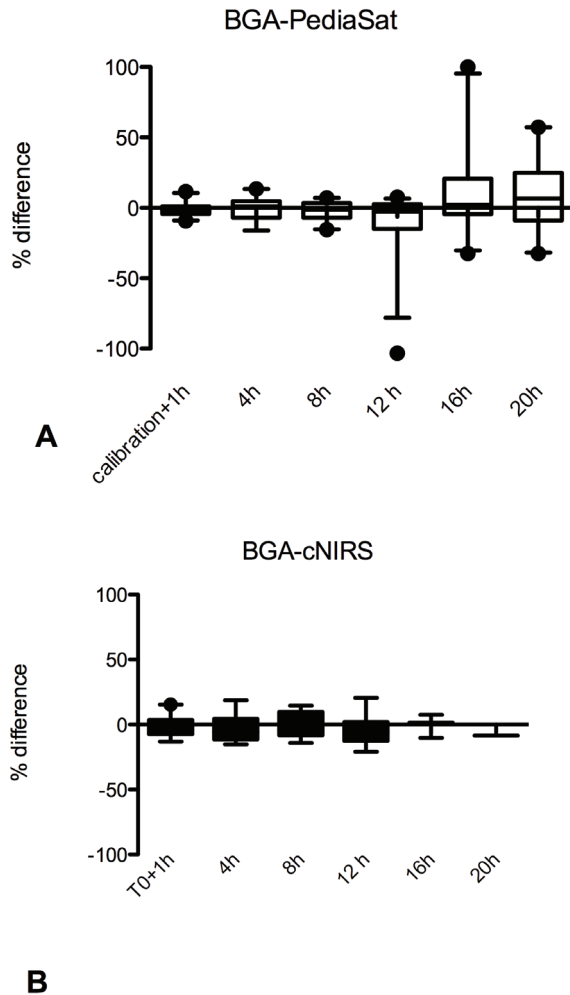 BGA-PediaSat
% difference
100
50
0
-50
-100
calibration+1h
4h
8h
12 h
16h
20h
A
BGA-cNIRS
% difference
100
50
0
-50
-100
T0+1h
4h
8h
12 h
16h
20h
B